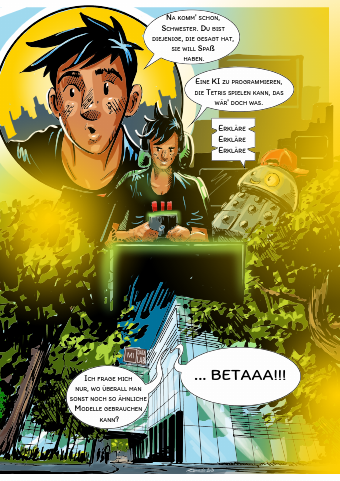 Na komm' schon,
Schwester. Du bist
diejenige, die gesagt hat,
sie will Spaß
haben.
Eine KI zu programmieren,
die Tetris spielen kann, das
wär' doch was.
Erkläre
Erkläre
Erkläre
Ich frage mich
nur, wo überall man
sonst noch so ähnliche
Modelle gebrauchen
kann?
... BETAAA!!!